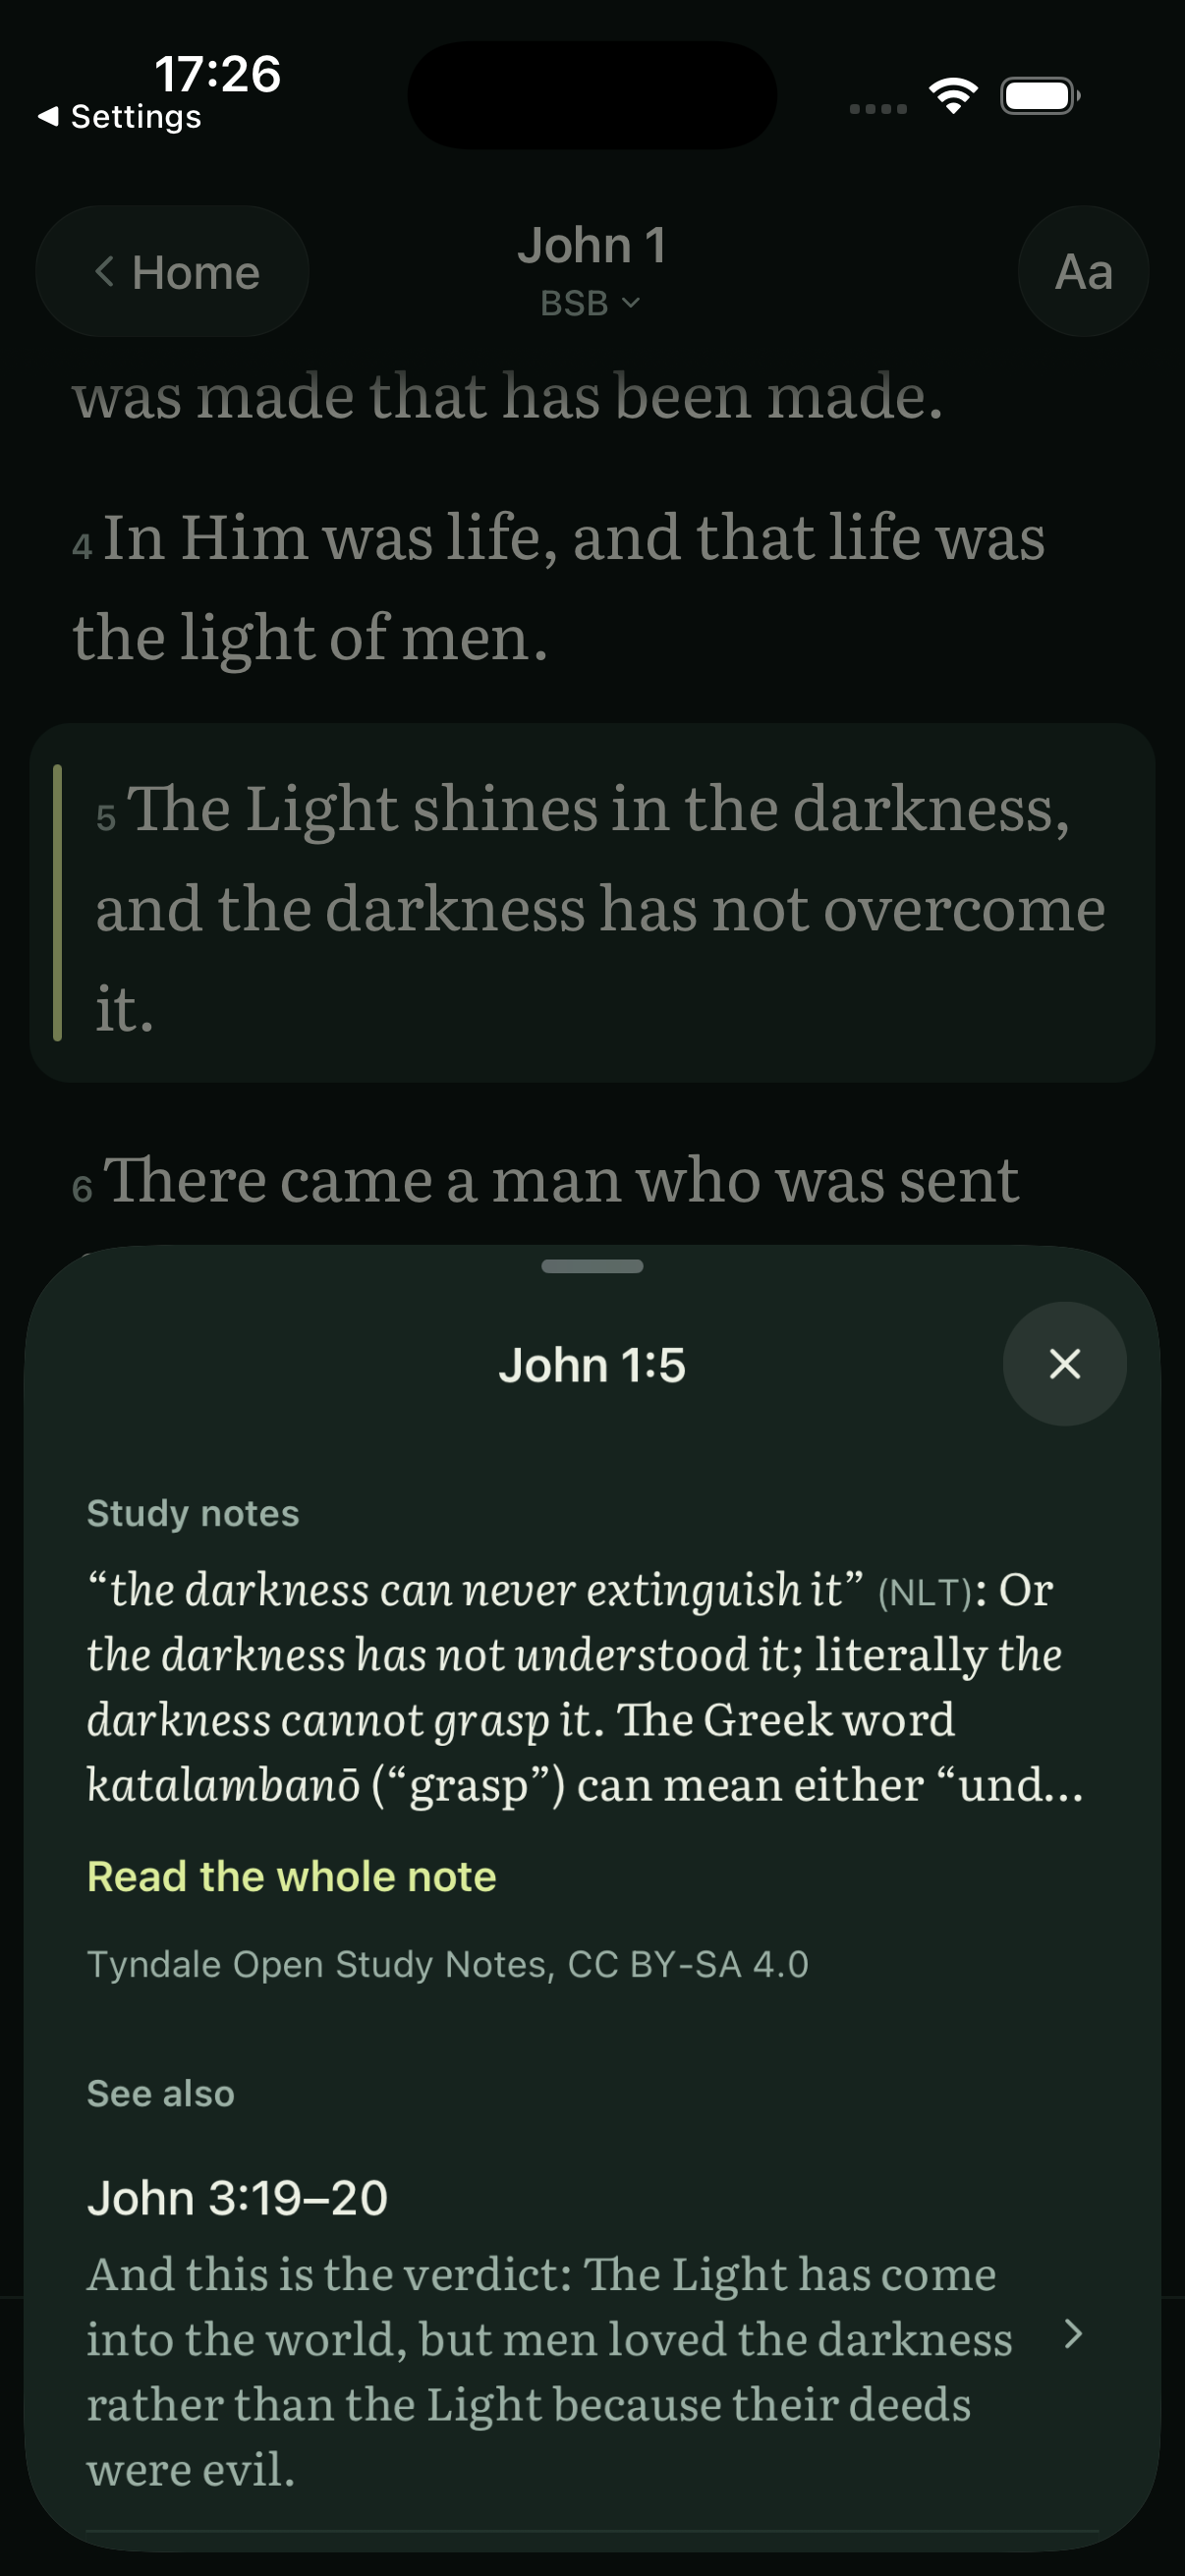 17:26
Settings
Home
John 1
BSB
Aa
was made that has been made.
4 In Him was life, and that life was
the light of men.
5 The Light shines in the darkness,
and the darkness has not overcome
it.
6 There came a man who was sent
John 1:5
Study notes
“the darkness can never extinguish it” (NLT): Or
the darkness has not understood it; literally the
darkness cannot grasp it. The Greek word
katalambanō (“grasp”) can mean either “und…
Read the whole note
Tyndale Open Study Notes, CC BY-SA 4.0
See also
John 3:19–20
And this is the verdict: The Light has come
into the world, but men loved the darkness
rather than the Light because their deeds
were evil.